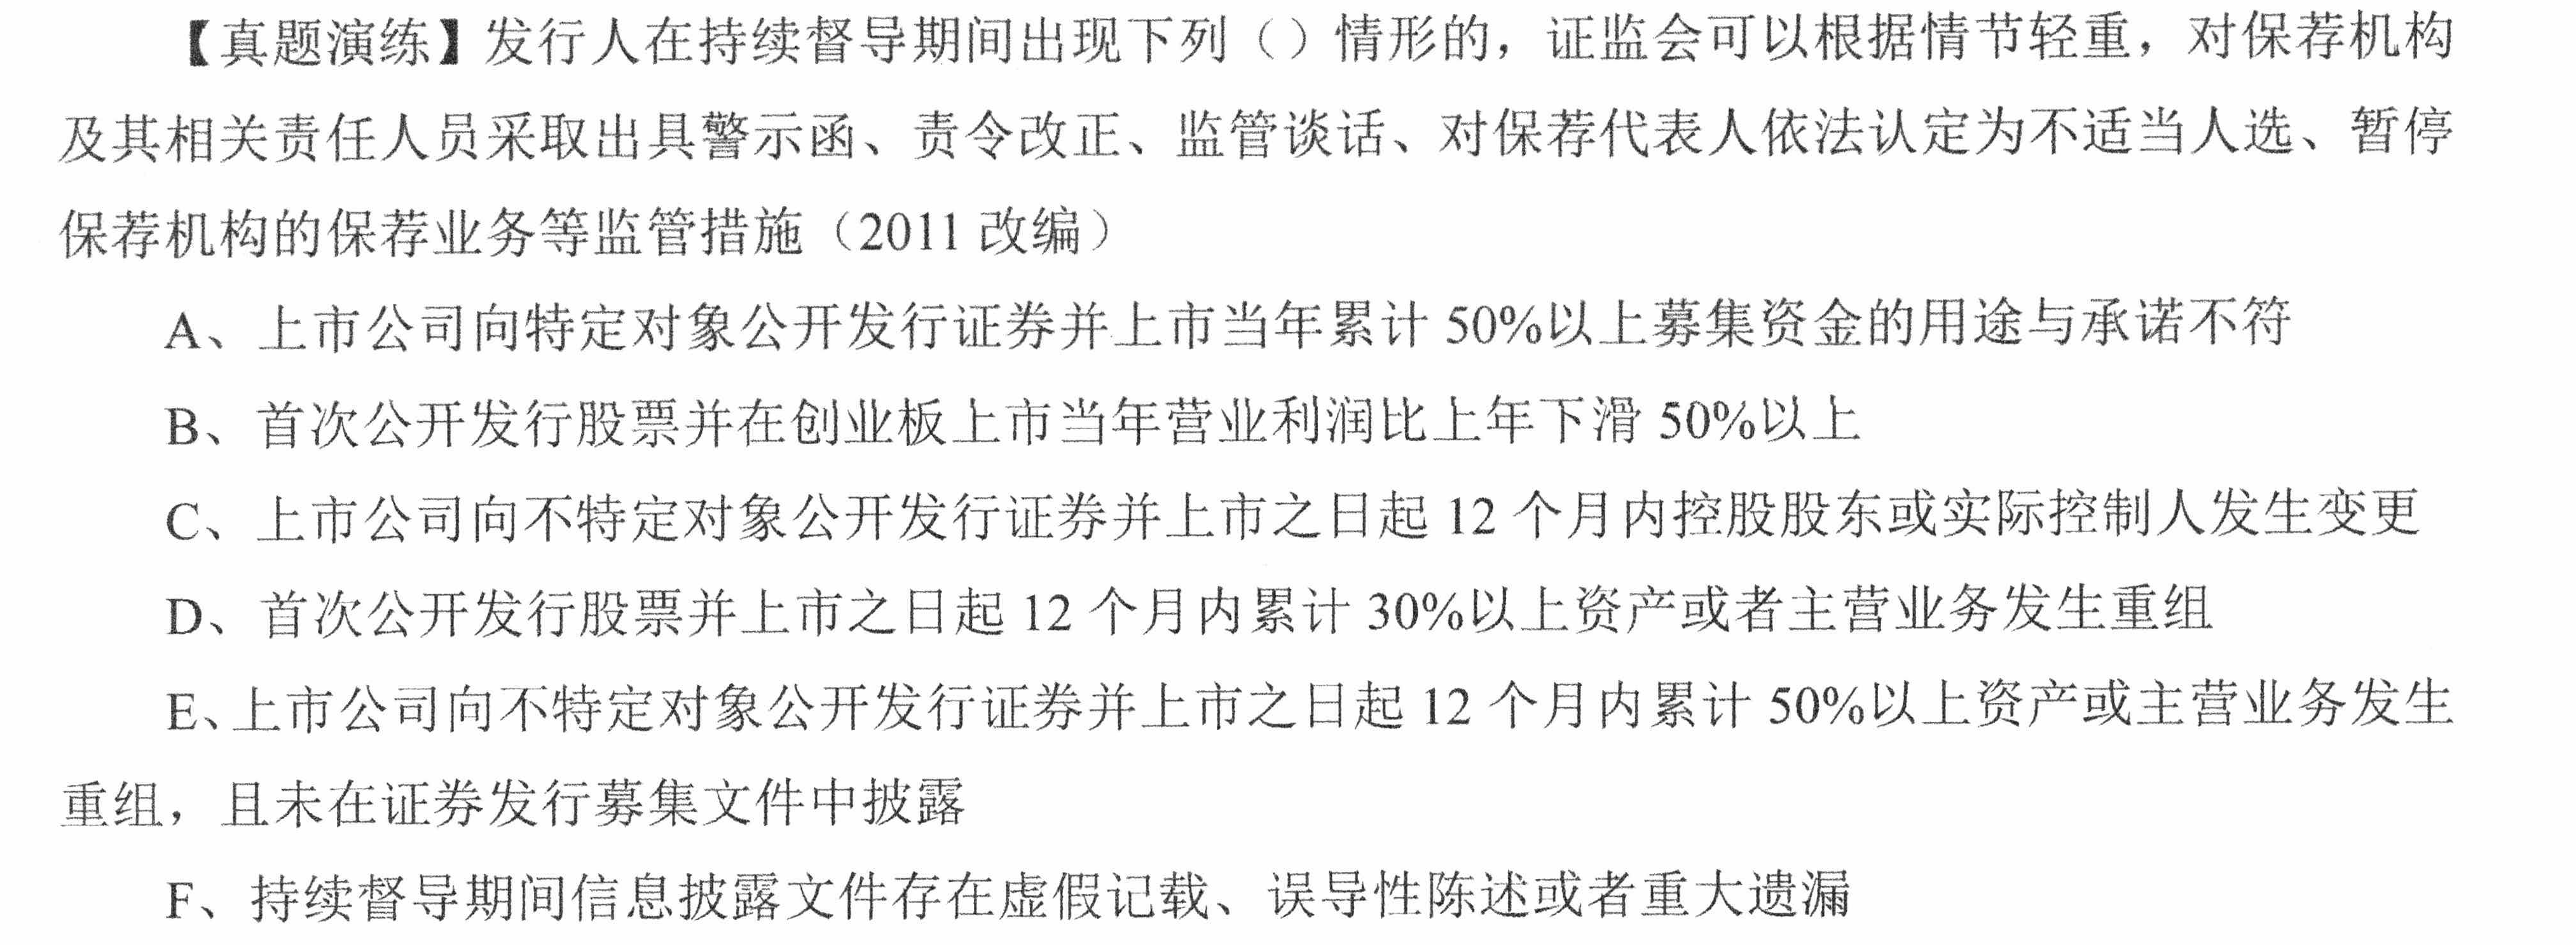 【真题演练】发行人在持续督导期间出现下列（）情形的，证监会可以根据情节轻重，对保荐机构
及其相关责任人员采取出具警示函、责令改正、监管谈话、对保荐代表人依法认定为不适当人选、暂停
保荐机构的保荐业务等监管措施（2011 改编）
A、上市公司向特定对象公开发行证券并上市当年累计 50%以上募集资金的用途与承诺不符
B、首次公开发行股票并在创业板上市当年营业利润比上年下滑 50%以上
C、上市公司向不特定对象公开发行证券并上市之日起 12 个月内控股股东或实际控制人发生变更
D、首次公开发行股票并上市之日起 12 个月内累计 30%以上资产或者主营业务发生重组
E、上市公司向不特定对象公开发行证券并上市之日起 12 个月内累计 50%以上资产或主营业务发生
重组，且未在证券发行募集文件中披露
F、持续督导期间信息披露文件存在虚假记载、误导性陈述或者重大遗漏